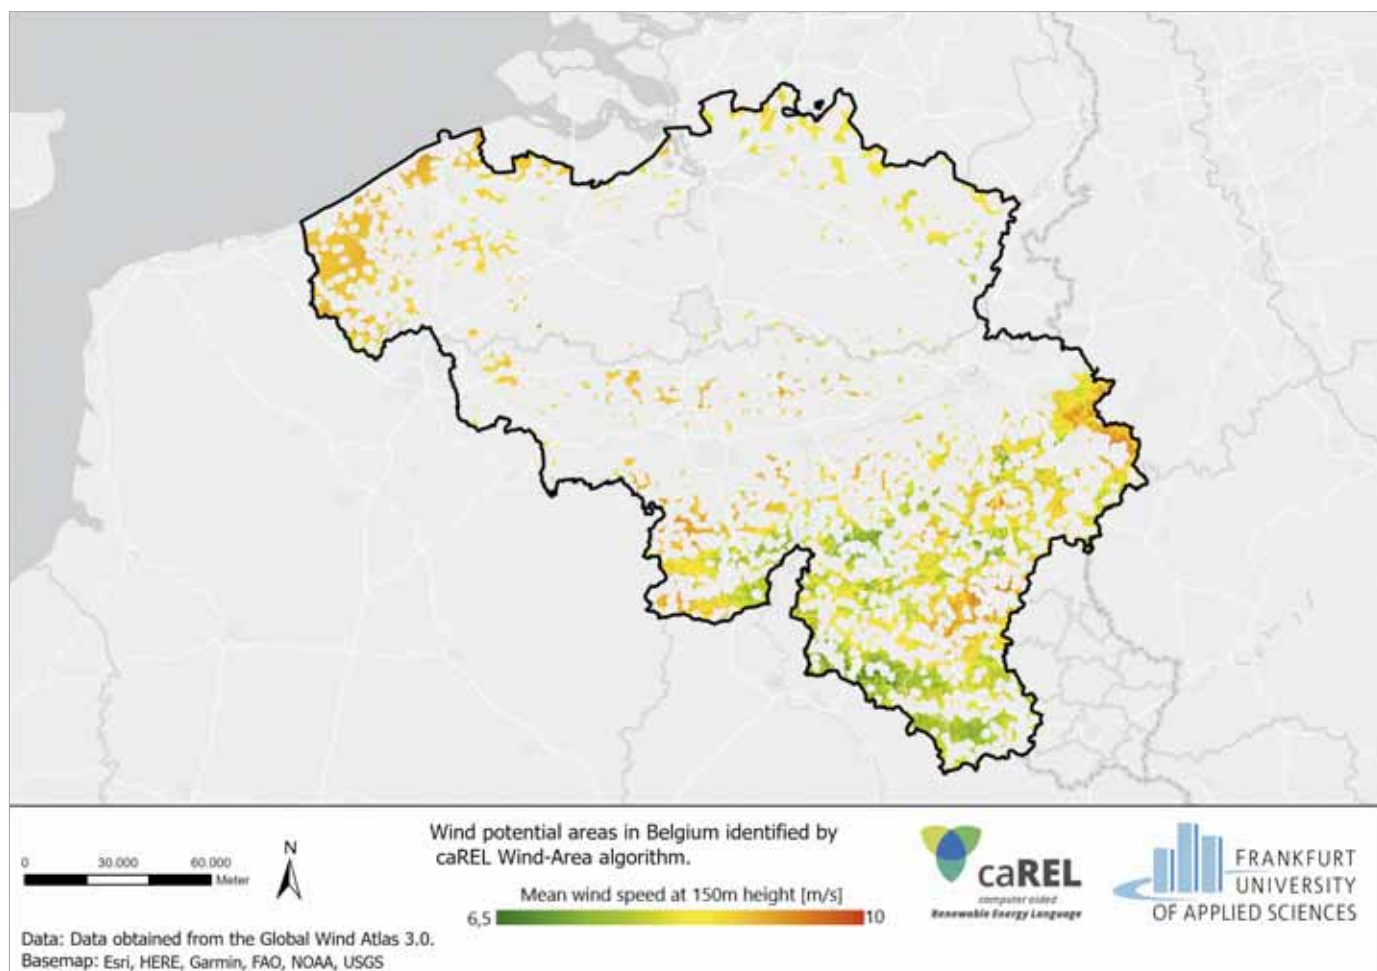 0 30.000 60.000
Meter
N
Wind potential areas in Belgium identified by
caREL Wind-Area algorithm.
Mean wind speed at 150m height [m/s]
6,5 10
Data: Data obtained from the Global Wind Atlas 3.0.
Basemap: Esri, HERE, Garmin, FAO, NOAA, USGS
caREL
computer aided
Renewable Energy Language
FRANKFURT
UNIVERSITY
OF APPLIED SCIENCES